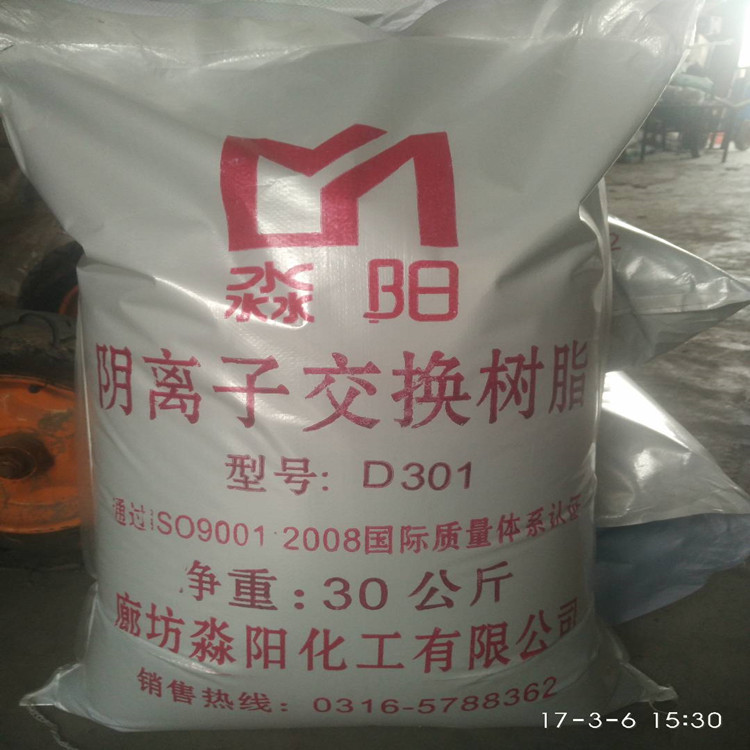 淼阳
阴离子交换树脂
型号: D301
通过ISO9001:2008国际质量体系认证
净重:30公斤
廊坊淼阳化工有限公司
销售热线: 0316-5788362
17-3-6 15:30